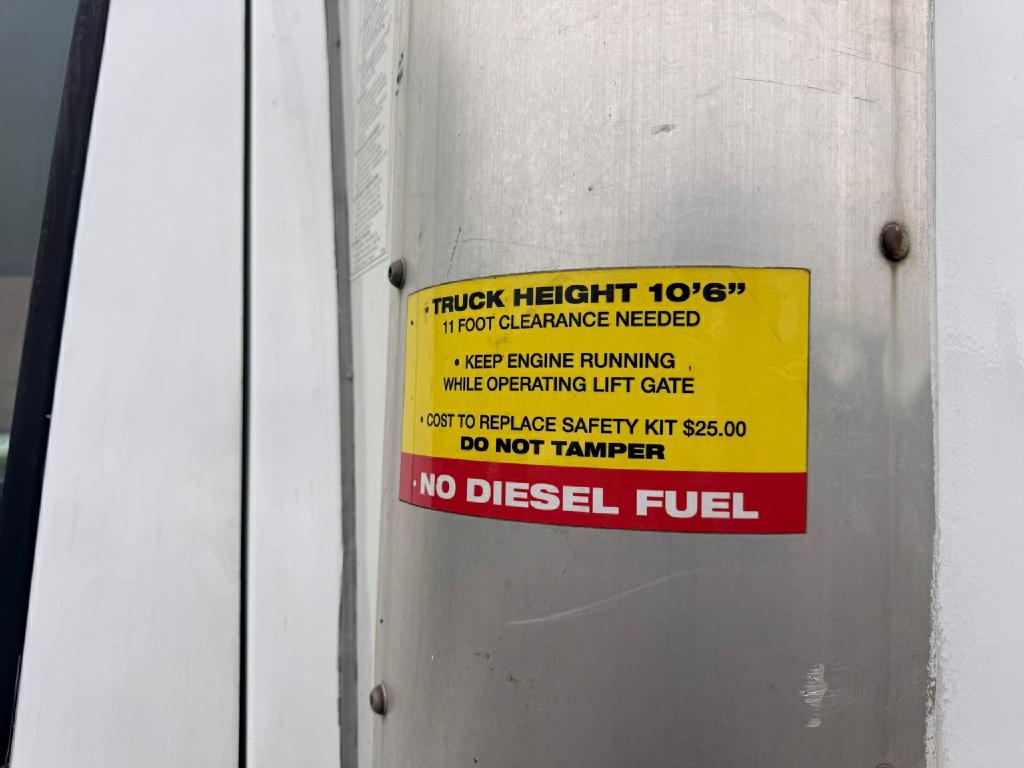 • TRUCK HEIGHT 10'6"
11 FOOT CLEARANCE NEEDED
• KEEP ENGINE RUNNING
WHILE OPERATING LIFT GATE
• COST TO REPLACE SAFETY KIT $25.00
DO NOT TAMPER
• NO DIESEL FUEL